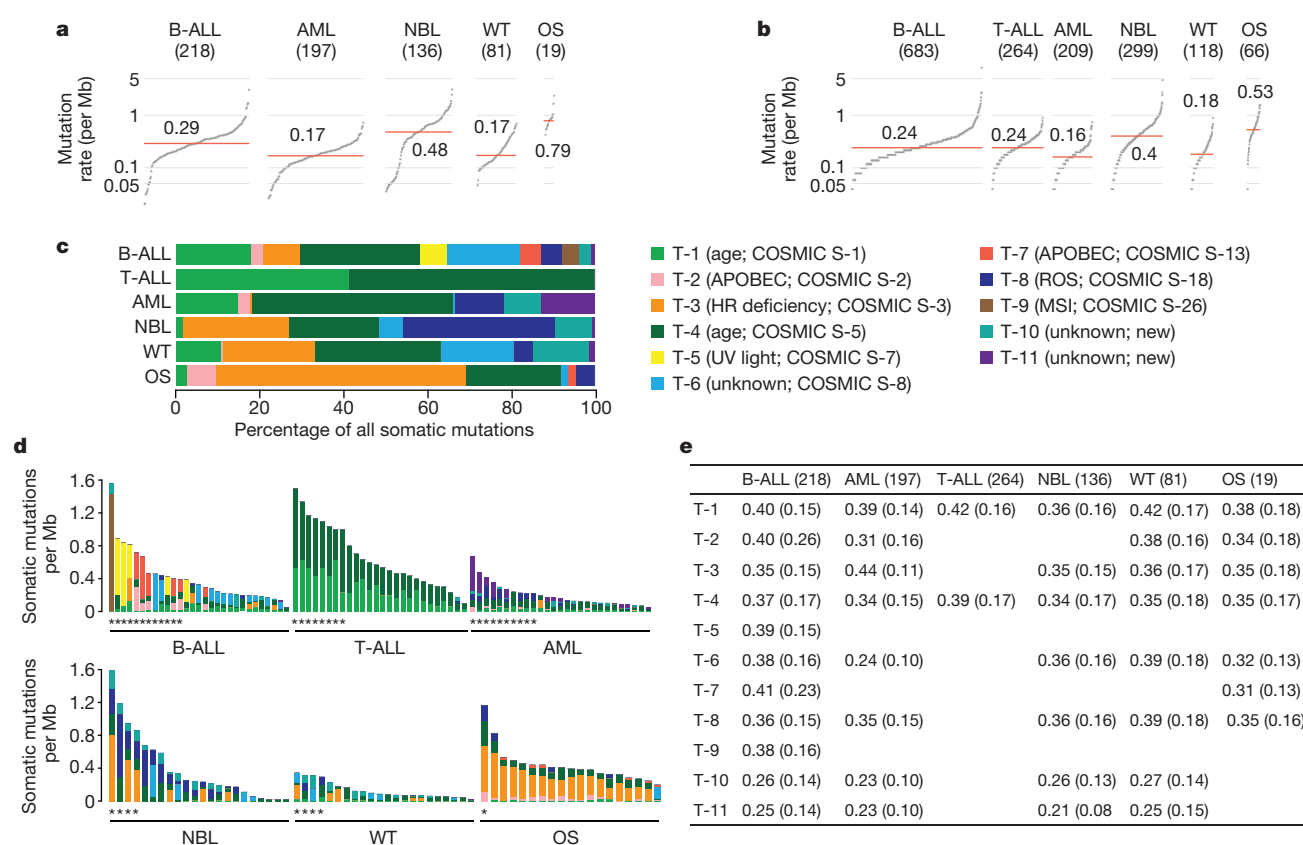 a
B-ALL (218)
AML (197)
NBL (136)
WT (81)
OS (19)
Mutation rate (per Mb)
5
1
0.1
0.05
0.29
0.17
0.48
0.17
0.79
b
B-ALL (683)
T-ALL (264)
AML (209)
NBL (299)
WT (118)
OS (66)
Mutation rate (per Mb)
5
1
0.1
0.05
0.24
0.24
0.16
0.4
0.18
0.53
c
B-ALL
T-ALL
AML
NBL
WT
OS
0 20 40 60 80 100
Percentage of all somatic mutations
T-1 (age; COSMIC S-1)
T-2 (APOBEC; COSMIC S-2)
T-3 (HR deficiency; COSMIC S-3)
T-4 (age; COSMIC S-5)
T-5 (UV light; COSMIC S-7)
T-6 (unknown; COSMIC S-8)
T-7 (APOBEC; COSMIC S-13)
T-8 (ROS; COSMIC S-18)
T-9 (MSI; COSMIC S-26)
T-10 (unknown; new)
T-11 (unknown; new)
d
Somatic mutations per Mb
1.6
1.2
0.8
0.4
0
************ ********* ***********
B-ALL T-ALL AML
Somatic mutations per Mb
1.6
1.2
0.8
0.4
0
**** **** *
NBL WT OS
e
B-ALL (218) AML (197) T-ALL (264) NBL (136) WT (81) OS (19)
T-1 0.40 (0.15) 0.39 (0.14) 0.42 (0.16) 0.36 (0.16) 0.42 (0.17) 0.38 (0.18)
T-2 0.40 (0.26) 0.31 (0.16) 0.38 (0.16) 0.34 (0.18)
T-3 0.35 (0.15) 0.44 (0.11) 0.35 (0.15) 0.36 (0.17) 0.35 (0.18)
T-4 0.37 (0.17) 0.34 (0.15) 0.39 (0.17) 0.34 (0.17) 0.35 (0.18) 0.35 (0.17)
T-5 0.39 (0.15)
T-6 0.38 (0.16) 0.24 (0.10) 0.36 (0.16) 0.39 (0.18) 0.32 (0.13)
T-7 0.41 (0.23) 0.31 (0.13)
T-8 0.36 (0.15) 0.35 (0.15) 0.36 (0.16) 0.39 (0.18) 0.35 (0.16)
T-9 0.38 (0.16)
T-10 0.26 (0.14) 0.23 (0.10) 0.26 (0.13) 0.27 (0.14)
T-11 0.25 (0.14) 0.23 (0.10) 0.21 (0.08 0.25 (0.15)